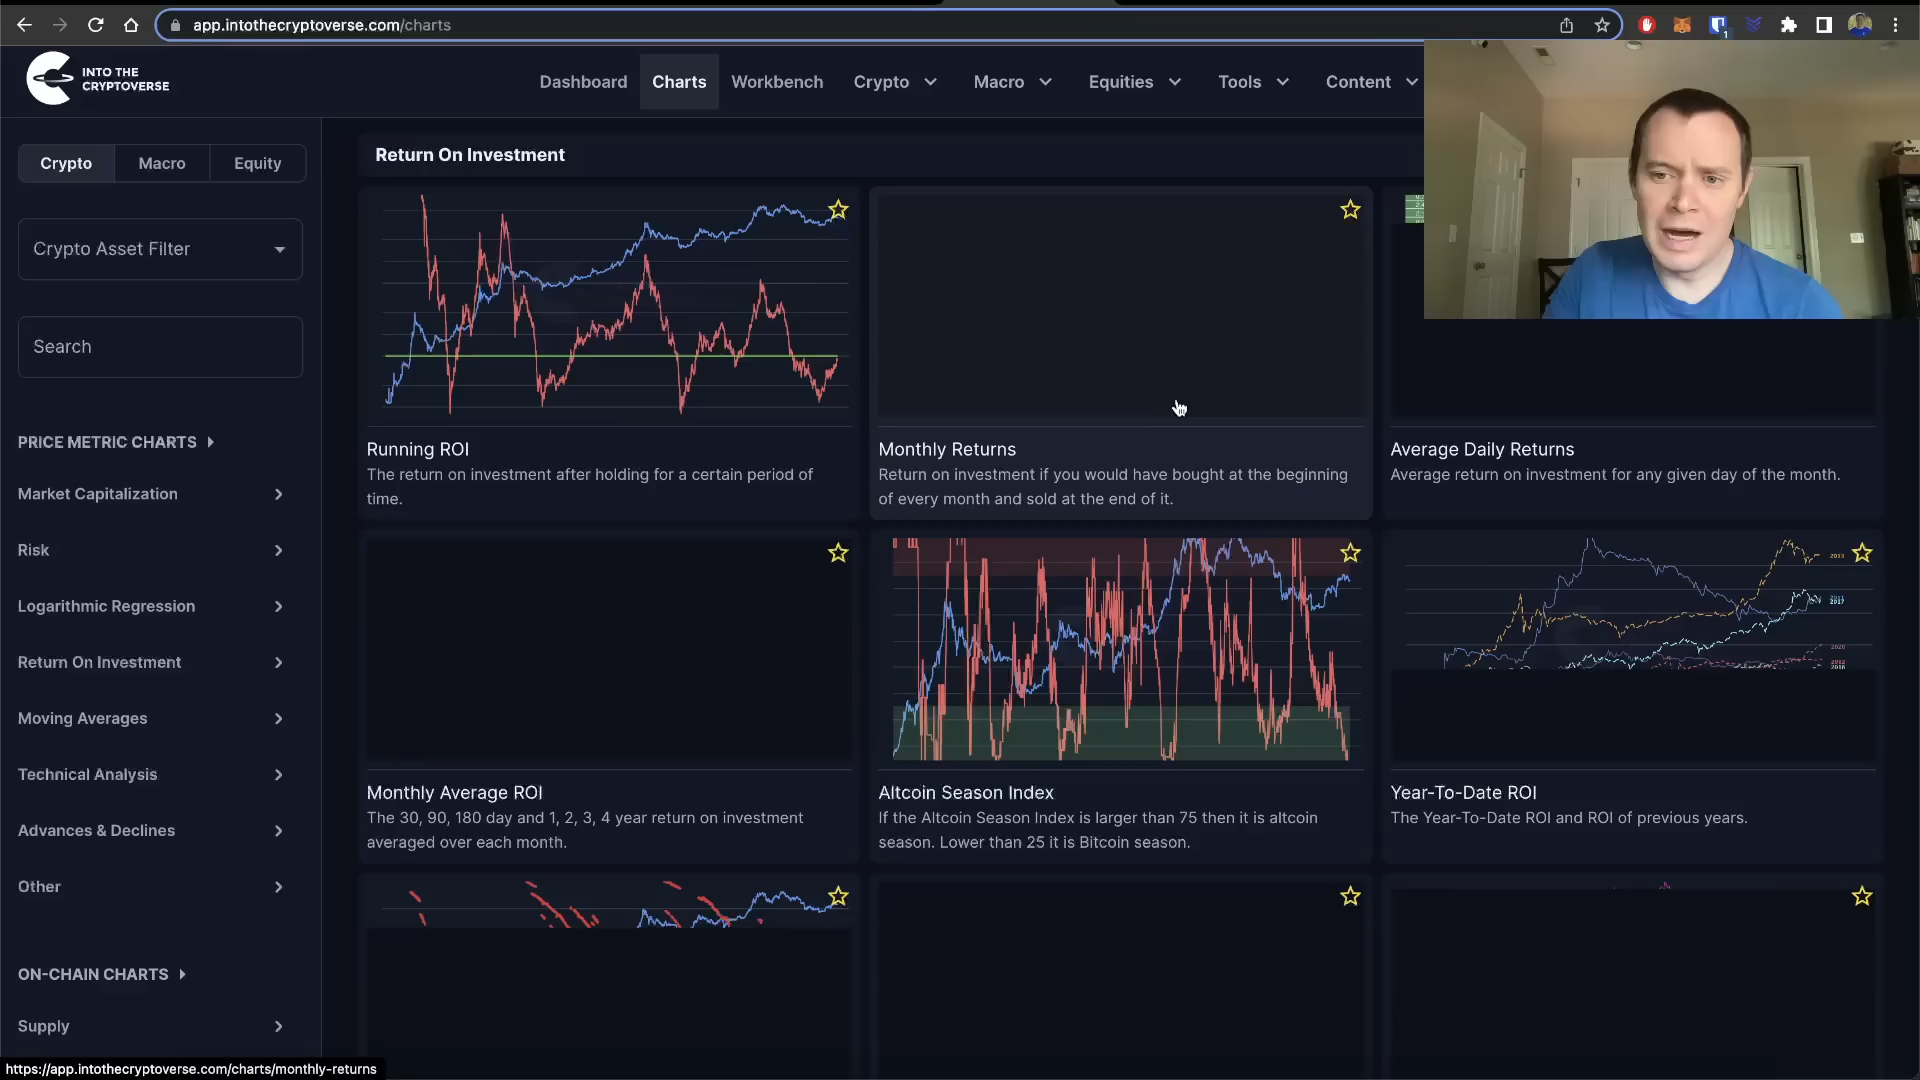 app.intothecryptoverse.com/charts
1
INTO THE
CRYPTOVERSE
Dashboard
Charts
Workbench
Crypto
Macro
Equities
Tools
Content
Crypto
Macro
Equity
Crypto Asset Filter
Search
PRICE METRIC CHARTS
Market Capitalization
Risk
Logarithmic Regression
Return On Investment
Moving Averages
Technical Analysis
Advances & Declines
Other
ON-CHAIN CHARTS
Supply
Return On Investment
Running ROI
The return on investment after holding for a certain period of
time.
Monthly Returns
Return on investment if you would have bought at the beginning
of every month and sold at the end of it.
Average Daily Returns
Average return on investment for any given day of the month.
Monthly Average ROI
The 30, 90, 180 day and 1, 2, 3, 4 year return on investment
averaged over each month.
Altcoin Season Index
If the Altcoin Season Index is larger than 75 then it is altcoin
season. Lower than 25 it is Bitcoin season.
2017
2020
Year-To-Date ROI
The Year-To-Date ROI and ROI of previous years.
https://app.intothecryptoverse.com/charts/monthly-returns